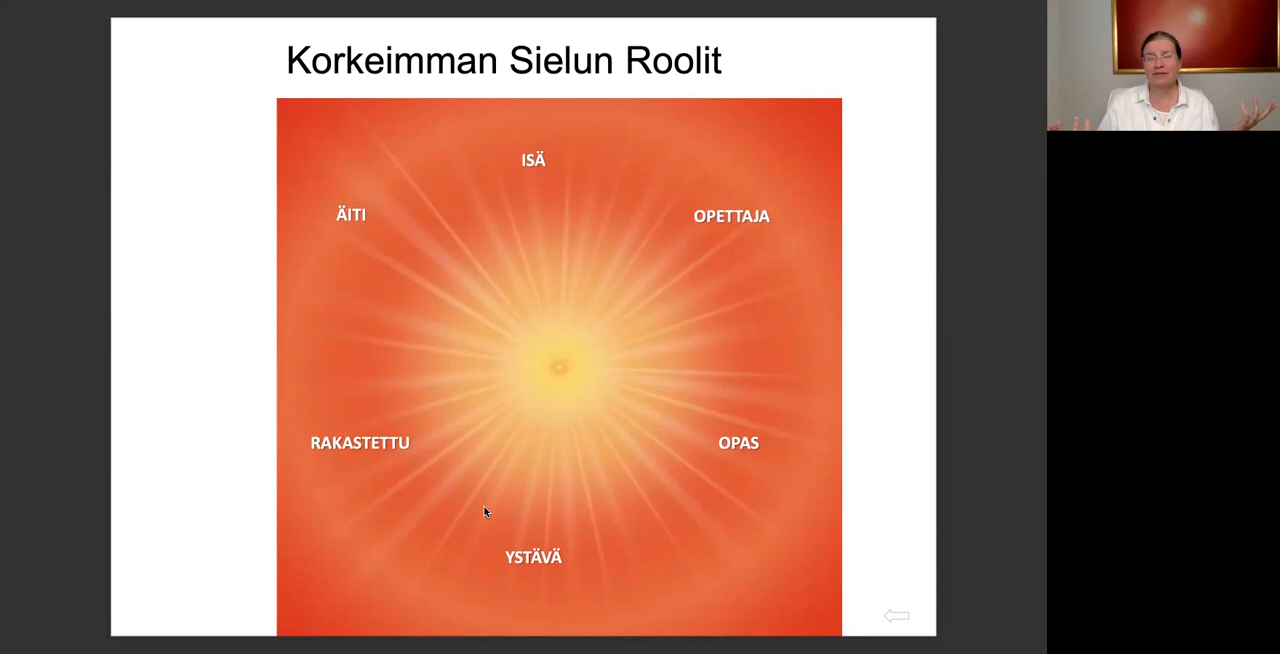 Korkeimman Sielun Roolit
ISÄ
ÄITI
OPETTAJA
RAKASTETTU
OPAS
YSTÄVÄ